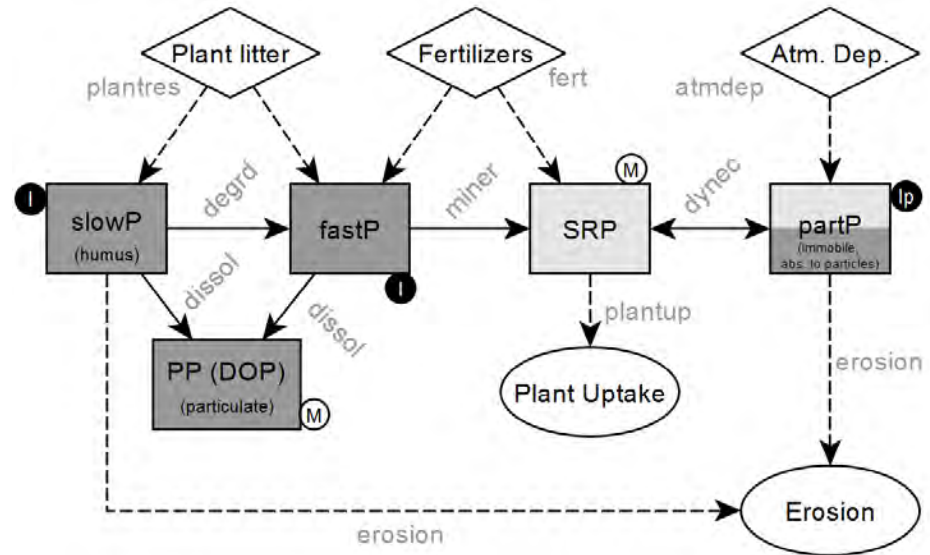 Plant litter
Fertilizers
Atm. Dep.
plantres
fert
atmdep
I
slowP
(humus)
degrd
fastP
I
miner
M
SRP
dynec
Ip
partP
(Immobile,
abs. to particles)
dissol
dissol
PP (DOP)
(particulate)
M
plantup
Plant Uptake
erosion
erosion
Erosion